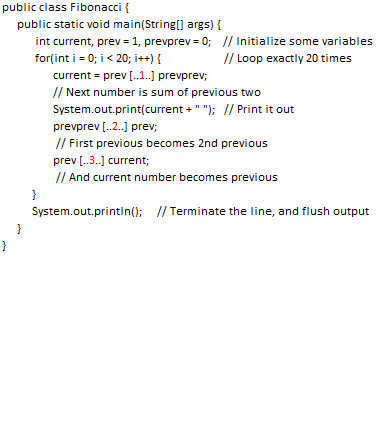 public class Fibonacci {
public static void main(String[] args) {
int current, prev = 1, prevprev = 0; // Initialize some variables
for(int i = 0; i < 20; i++) { // Loop exactly 20 times
current = prev [..1..] prevprev;
// Next number is sum of previous two
System.out.print(current + " "); // Print it out
prevprev [..2..] prev;
// First previous becomes 2nd previous
prev [..3..] current;
// And current number becomes previous
}
System.out.println(); // Terminate the line, and flush output
}
}